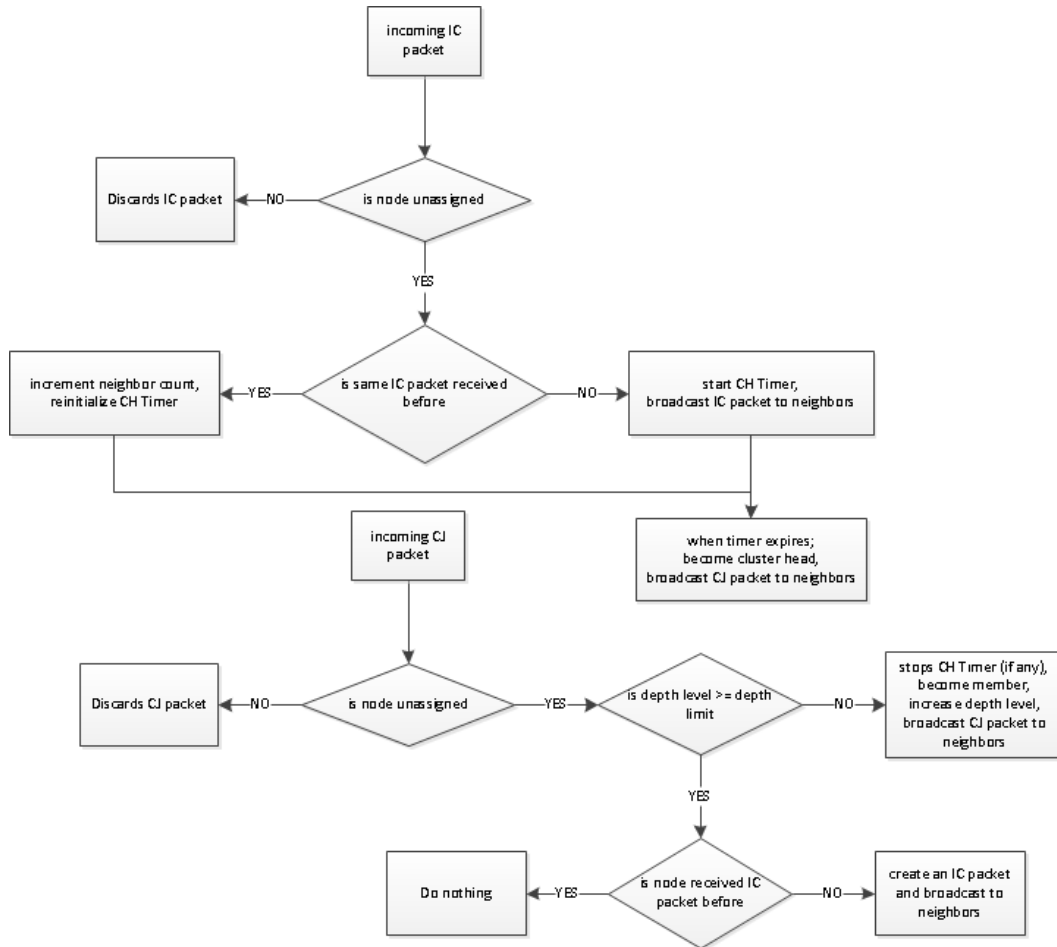 incoming IC
packet
Discards IC packet
NO
is node unassigned
YES
increment neighbor count,
reinitialize CH Timer
YES
is same IC packet received
before
NO
start CH Timer,
broadcast IC packet to neighbors
incoming CJ
packet
when timer expires;
become cluster head,
broadcast CJ packet to neighbors
Discards CJ packet
NO
is node unassigned
YES
is depth level >= depth
limit
NO
stops CH Timer (if any),
become member,
increase depth level,
broadcast CJ packet to
neighbors
YES
Do nothing
YES
is node received IC
packet before
NO
create an IC packet
and broadcast to
neighbors